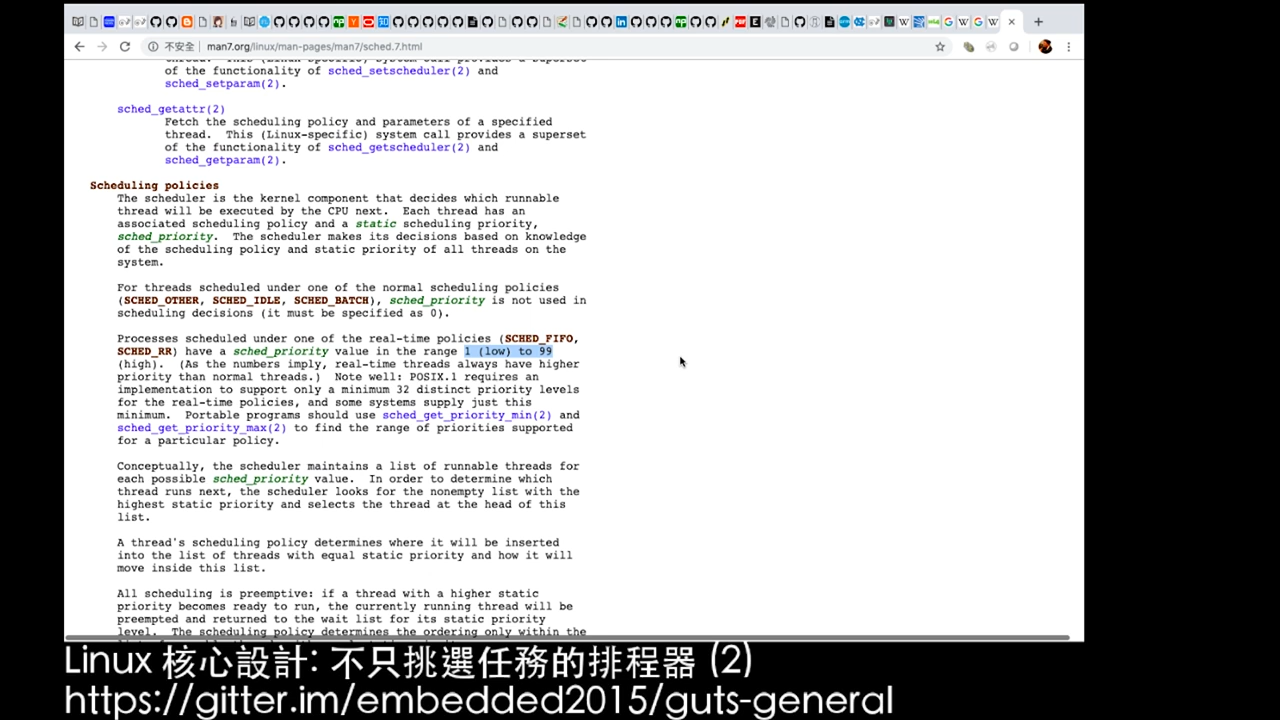 不安全
man7.org/linux/man-pages/man7/sched.7.html
of the functionality of sched_setscheduler(2) and
sched_setparam(2).
sched_getattr(2)
Fetch the scheduling policy and parameters of a specified
thread.  This (Linux-specific) system call provides a superset
of the functionality of sched_getscheduler(2) and
sched_getparam(2).
Scheduling policies
The scheduler is the kernel component that decides which runnable
thread will be executed by the CPU next.  Each thread has an
associated scheduling policy and a static scheduling priority,
sched_priority.  The scheduler makes its decisions based on knowledge
of the scheduling policy and static priority of all threads on the
system.
For threads scheduled under one of the normal scheduling policies
(SCHED_OTHER, SCHED_IDLE, SCHED_BATCH), sched_priority is not used in
scheduling decisions (it must be specified as 0).
Processes scheduled under one of the real-time policies (SCHED_FIFO,
SCHED_RR) have a sched_priority value in the range 1 (low) to 99
(high).  (As the numbers imply, real-time threads always have higher
priority than normal threads.)  Note well: POSIX.1 requires an
implementation to support only a minimum 32 distinct priority levels
for the real-time policies, and some systems supply just this
minimum.  Portable programs should use sched_get_priority_min(2) and
sched_get_priority_max(2) to find the range of priorities supported
for a particular policy.
Conceptually, the scheduler maintains a list of runnable threads for
each possible sched_priority value.  In order to determine which
thread runs next, the scheduler looks for the nonempty list with the
highest static priority and selects the thread at the head of this
list.
A thread's scheduling policy determines where it will be inserted
into the list of threads with equal static priority and how it will
move inside this list.
All scheduling is preemptive: if a thread with a higher static
priority becomes ready to run, the currently running thread will be
preempted and returned to the wait list for its static priority
level.  The scheduling policy determines the ordering only within the
Linux 核心設計: 不只挑選任務的排程器 (2)
https://gitter.im/embedded2015/guts-general